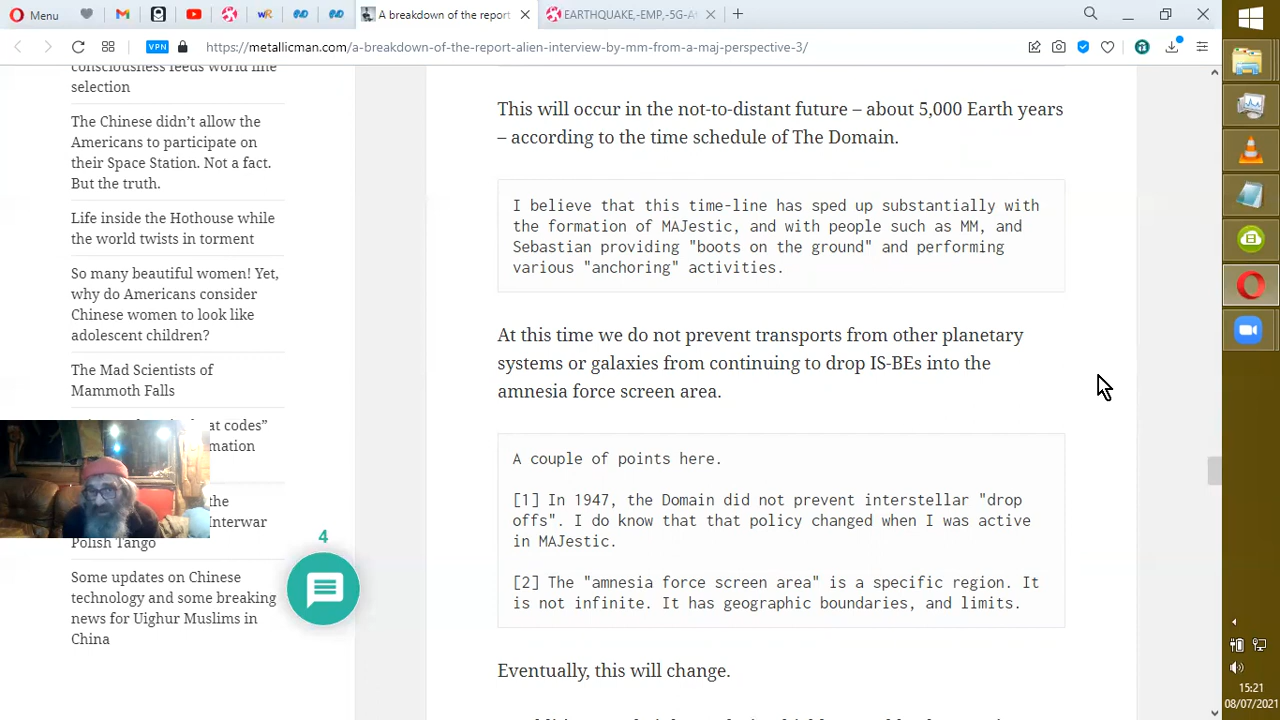 Menu
A breakdown of the report
EARTHQUAKE,-EMP,-5G-A
VPN
https://metallicman.com/a-breakdown-of-the-report-alien-interview-by-mm-from-a-maj-perspective-3/
consciousness feeds world line
selection
The Chinese didn’t allow the
Americans to participate on
their Space Station. Not a fact.
But the truth.
Life inside the Hothouse while
the world twists in torment
So many beautiful women! Yet,
why do Americans consider
Chinese women to look like
adolescent children?
The Mad Scientists of
Mammoth Falls
at codes”
mation
the
Interwar
Polish Tango
Some updates on Chinese
technology and some breaking
news for Uighur Muslims in
China
4
This will occur in the not-to-distant future – about 5,000 Earth years
– according to the time schedule of The Domain.
I believe that this time-line has sped up substantially with
the formation of MAJestic, and with people such as MM, and
Sebastian providing "boots on the ground" and performing
various "anchoring" activities.
At this time we do not prevent transports from other planetary
systems or galaxies from continuing to drop IS-BEs into the
amnesia force screen area.
A couple of points here.
[1] In 1947, the Domain did not prevent interstellar "drop
offs". I do know that that policy changed when I was active
in MAJestic.
[2] The "amnesia force screen area" is a specific region. It
is not infinite. It has geographic boundaries, and limits.
Eventually, this will change.
15:21
08/07/2021